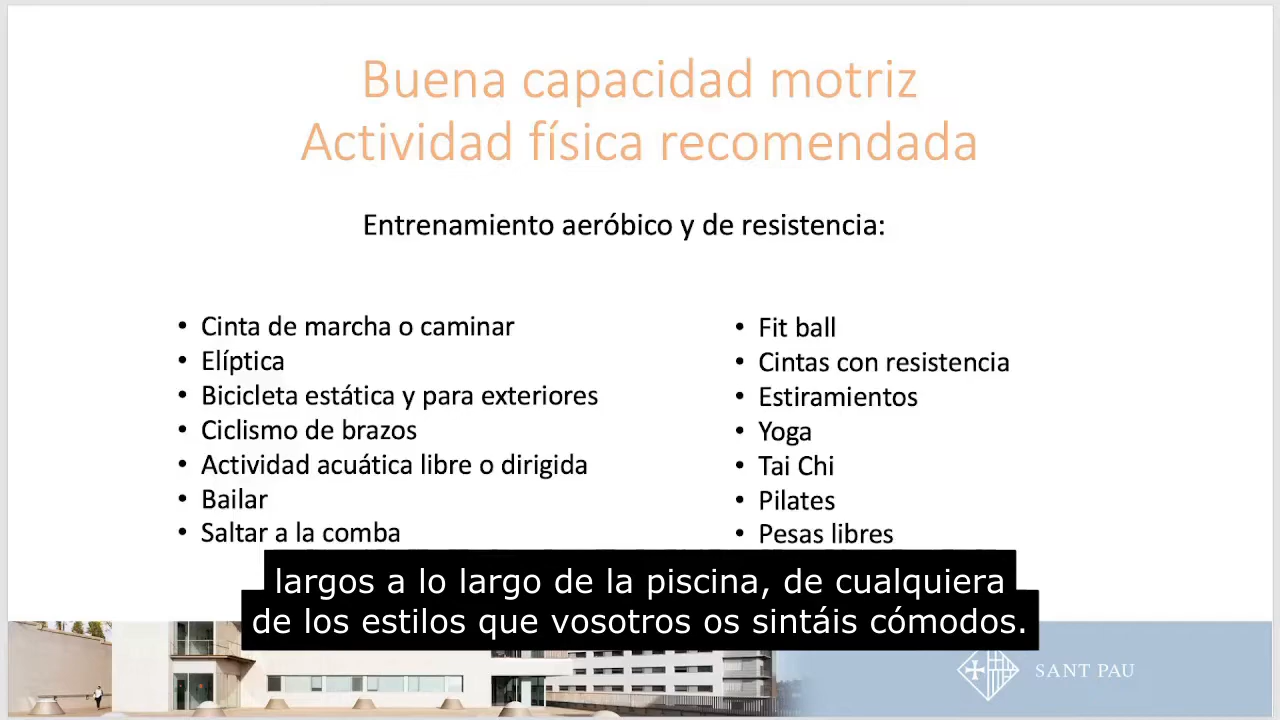 Buena capacidad motriz
Actividad física recomendada
Entrenamiento aeróbico y de resistencia:
• Cinta de marcha o caminar
• Elíptica
• Bicicleta estática y para exteriores
• Ciclismo de brazos
• Actividad acuática libre o dirigida
• Bailar
• Saltar a la comba
• Fit ball
• Cintas con resistencia
• Estiramientos
• Yoga
• Tai Chi
• Pilates
• Pesas libres
largos a lo largo de la piscina, de cualquiera
de los estilos que vosotros os sintáis cómodos.
SANT PAU